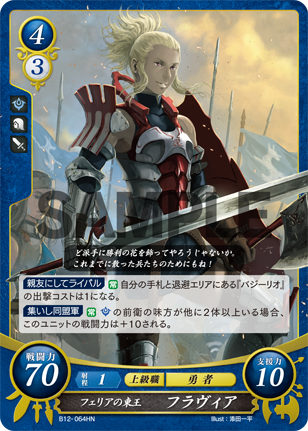 4
3
SAMPLE
ど派手に勝利の花を飾ってやろうじゃないか。
これまでに散った兵たちのためにもね！
親友にしてライバル 常 自分の手札と退避エリアにある『バジーリオ』
の出撃コストは1になる。
集いし同盟軍 常 の前衛の味方が他に2体以上いる場合、
このユニットの戦闘力は＋10される。
戦闘力
70
射程 1 上級職 勇者
支援力
10
フェリアの東王 フラヴィア
B12-064HN
Illust：漆田一平